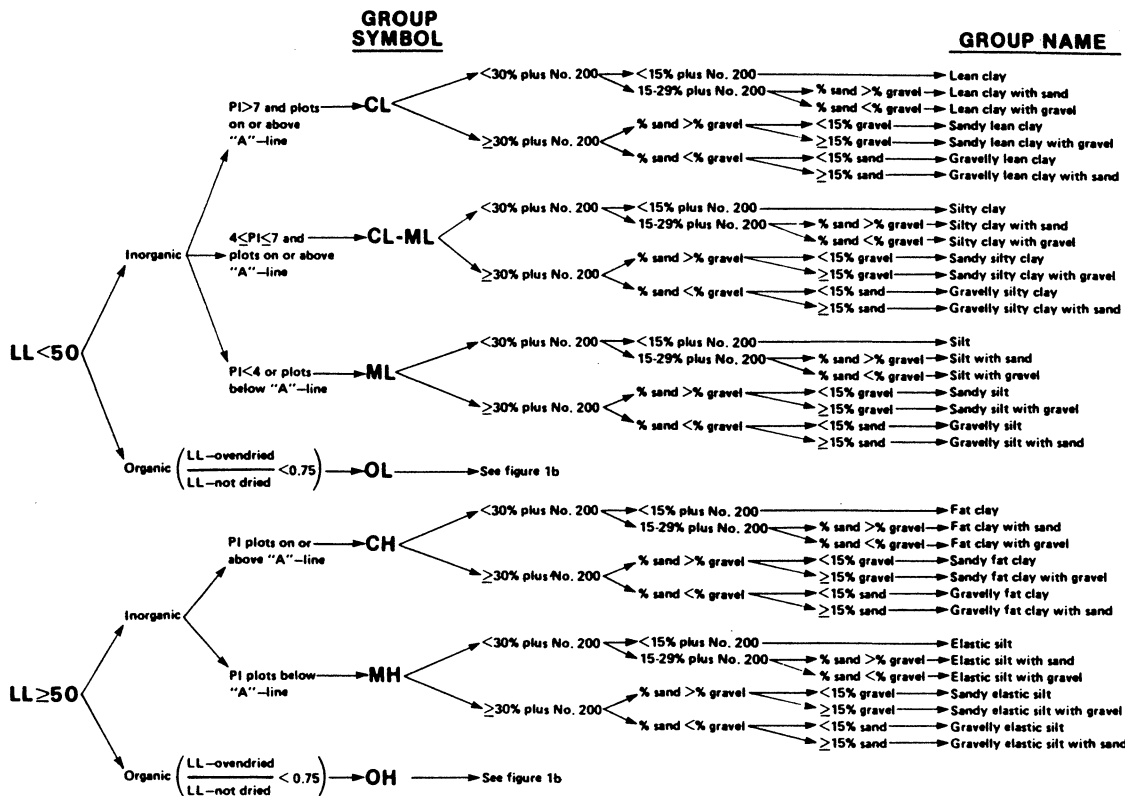 GROUP
SYMBOL
GROUP NAME
LL<50
Inorganic
PI>7 and plots
on or above
"A"—line
CL
<30% plus No. 200
<15% plus No. 200
Lean clay
15-29% plus No. 200
% sand >% gravel
Lean clay with sand
% sand <% gravel
Lean clay with gravel
≥30% plus No. 200
% sand >% gravel
<15% gravel
Sandy lean clay
≥15% gravel
Sandy lean clay with gravel
% sand <% gravel
<15% sand
Gravelly lean clay
≥15% sand
Gravelly lean clay with sand
4≤PI≤7 and
plots on or above
"A"—line
CL-ML
<30% plus No. 200
<15% plus No. 200
Silty clay
15-29% plus No. 200
% sand >% gravel
Silty clay with sand
% sand <% gravel
Silty clay with gravel
≥30% plus No. 200
% sand >% gravel
<15% gravel
Sandy silty clay
≥15% gravel
Sandy silty clay with gravel
% sand <% gravel
<15% sand
Gravelly silty clay
≥15% sand
Gravelly silty clay with sand
PI<4 or plots
below "A"—line
ML
<30% plus No. 200
<15% plus No. 200
Silt
15-29% plus No. 200
% sand >% gravel
Silt with sand
% sand <% gravel
Silt with gravel
≥30% plus No. 200
% sand >% gravel
<15% gravel
Sandy silt
≥15% gravel
Sandy silt with gravel
% sand <% gravel
<15% sand
Gravelly silt
≥15% sand
Gravelly silt with sand
Organic (LL—ovendried
LL—not dried <0.75)
OL
See figure 1b
LL≥50
Inorganic
PI plots on or
above "A"—line
CH
<30% plus No. 200
<15% plus No. 200
Fat clay
15-29% plus No. 200
% sand >% gravel
Fat clay with sand
% sand <% gravel
Fat clay with gravel
≥30% plus No. 200
% sand >% gravel
<15% gravel
Sandy fat clay
≥15% gravel
Sandy fat clay with gravel
% sand <% gravel
<15% sand
Gravelly fat clay
≥15% sand
Gravelly fat clay with sand
PI plots below
"A"—line
MH
<30% plus No. 200
<15% plus No. 200
Elastic silt
15-29% plus No. 200
% sand >% gravel
Elastic silt with sand
% sand <% gravel
Elastic silt with gravel
≥30% plus No. 200
% sand >% gravel
<15% gravel
Sandy elastic silt
≥15% gravel
Sandy elastic silt with gravel
% sand <% gravel
<15% sand
Gravelly elastic silt
≥15% sand
Gravelly elastic silt with sand
Organic (LL—ovendried
LL—not dried < 0.75)
OH
See figure 1b